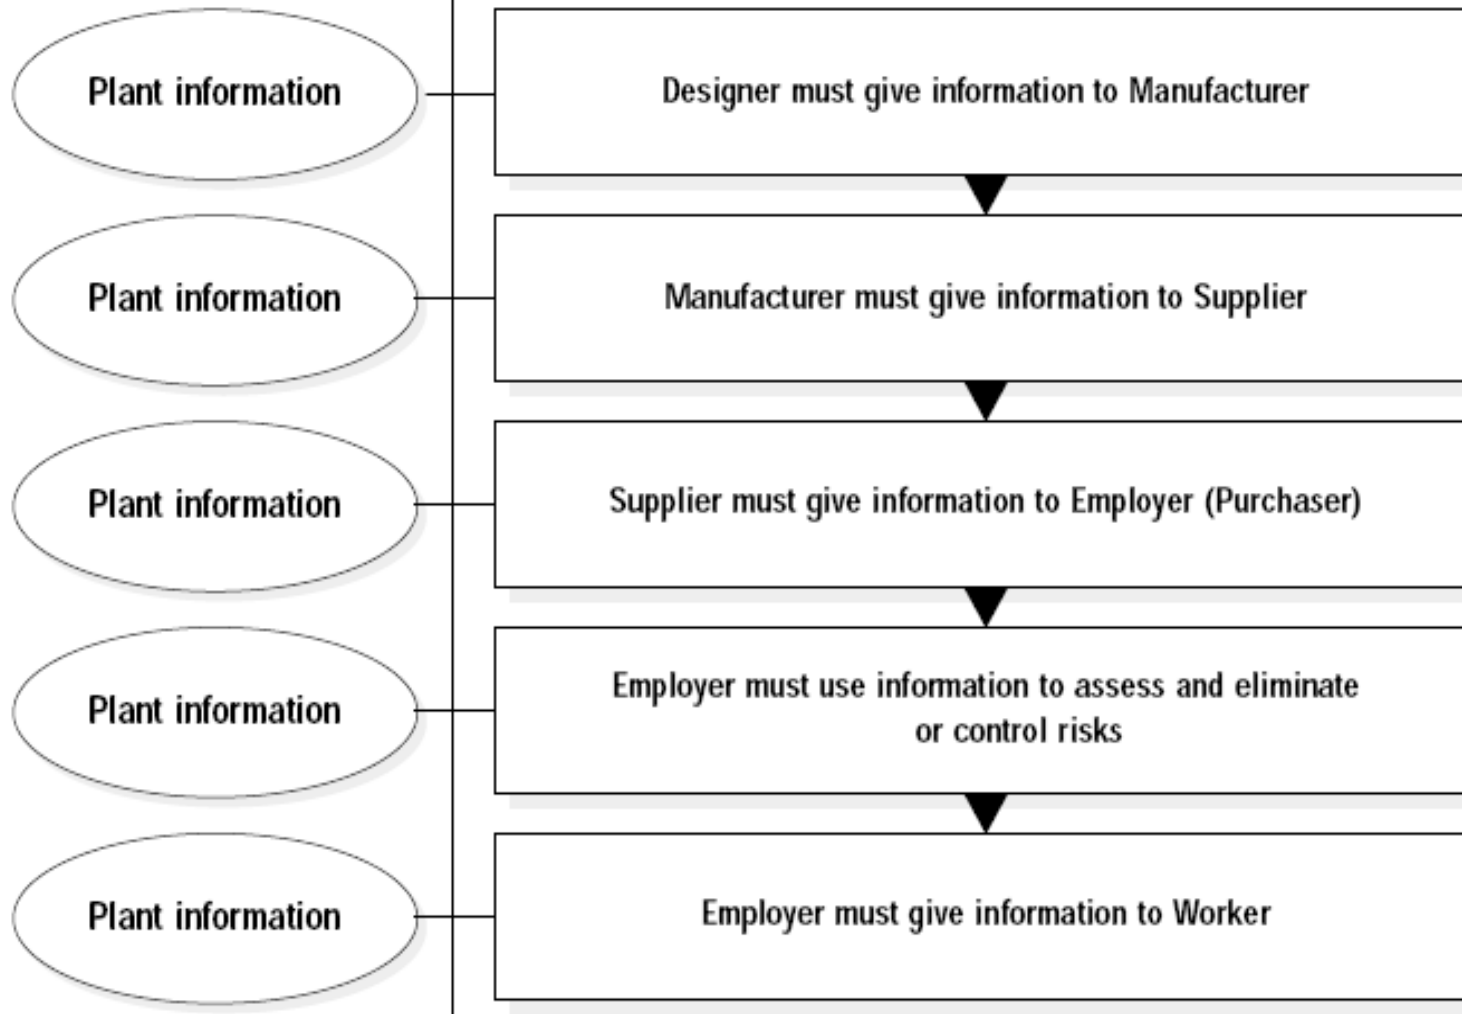 Plant information
Designer must give information to Manufacturer
Plant information
Manufacturer must give information to Supplier
Plant information
Supplier must give information to Employer (Purchaser)
Plant information
Employer must use information to assess and eliminate
or control risks
Plant information
Employer must give information to Worker